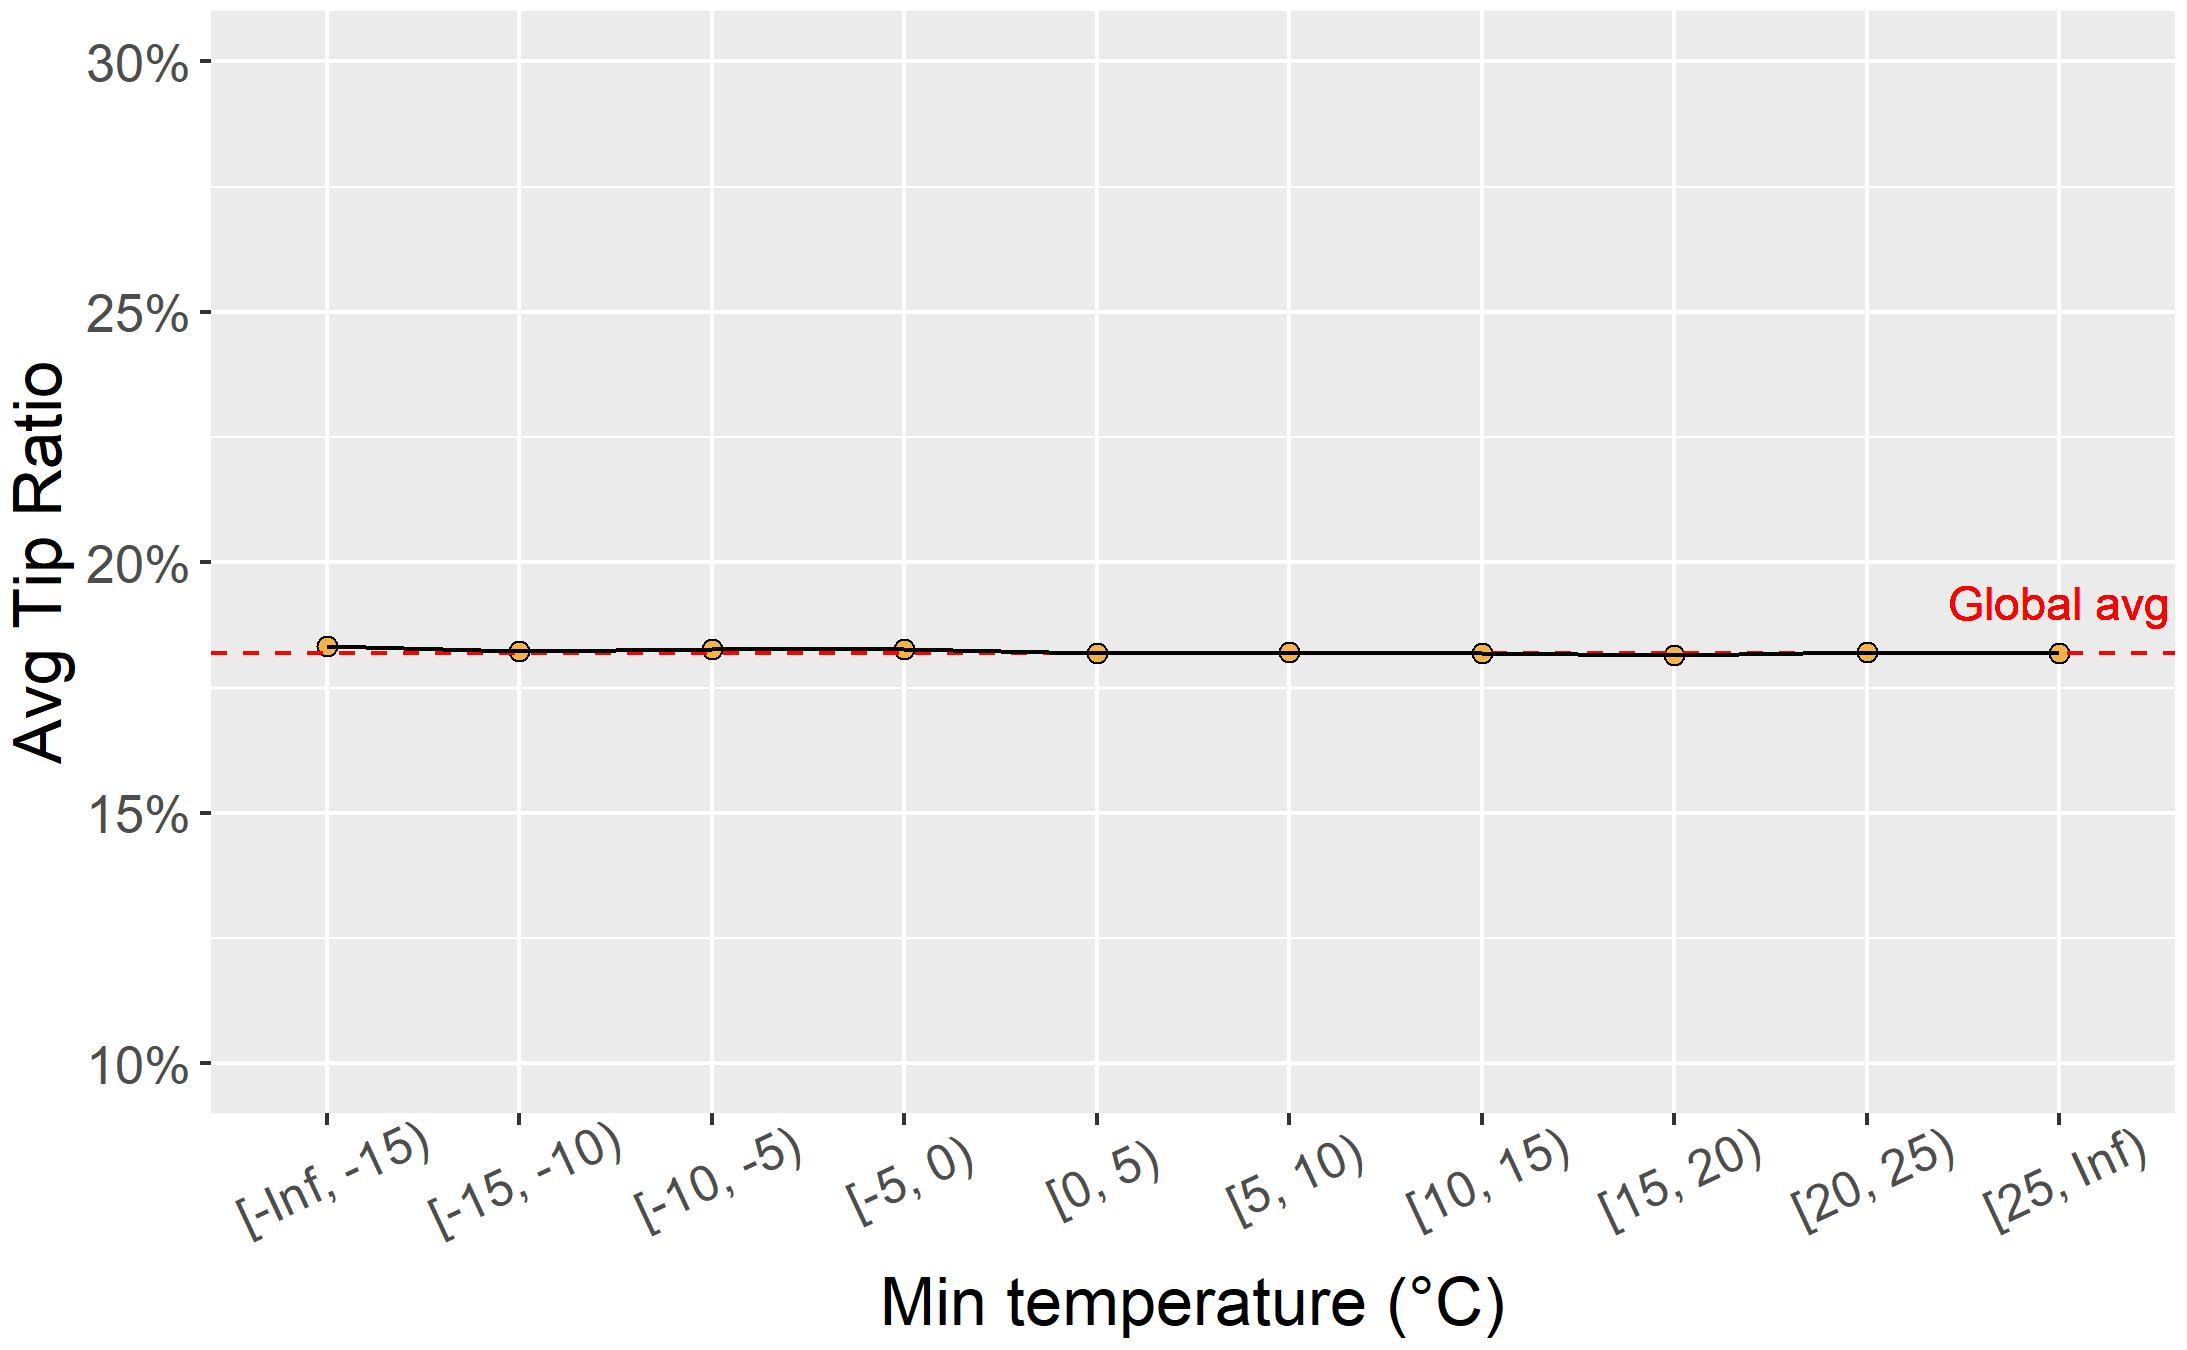 30%
25%
20%
15%
10%
Avg Tip Ratio
Global avg
[-Inf, -15)
[-15, -10)
[-10, -5)
[-5, 0)
[0, 5)
[5, 10)
[10, 15)
[15, 20)
[20, 25)
[25, Inf)
Min temperature (°C)